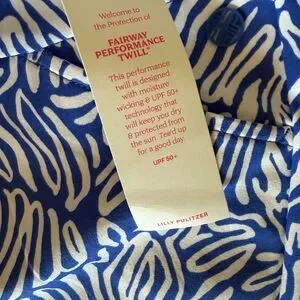 Welcome to
the Protection of
FAIRWAY
PERFORMANCE
TWILL®
This performance
twill is designed
with moisture
wicking & UPF 50+
technology that
will keep you dry
& protected from
the sun. Tee'd up
for a good day.
UPF 50+
LILLY PULITZER